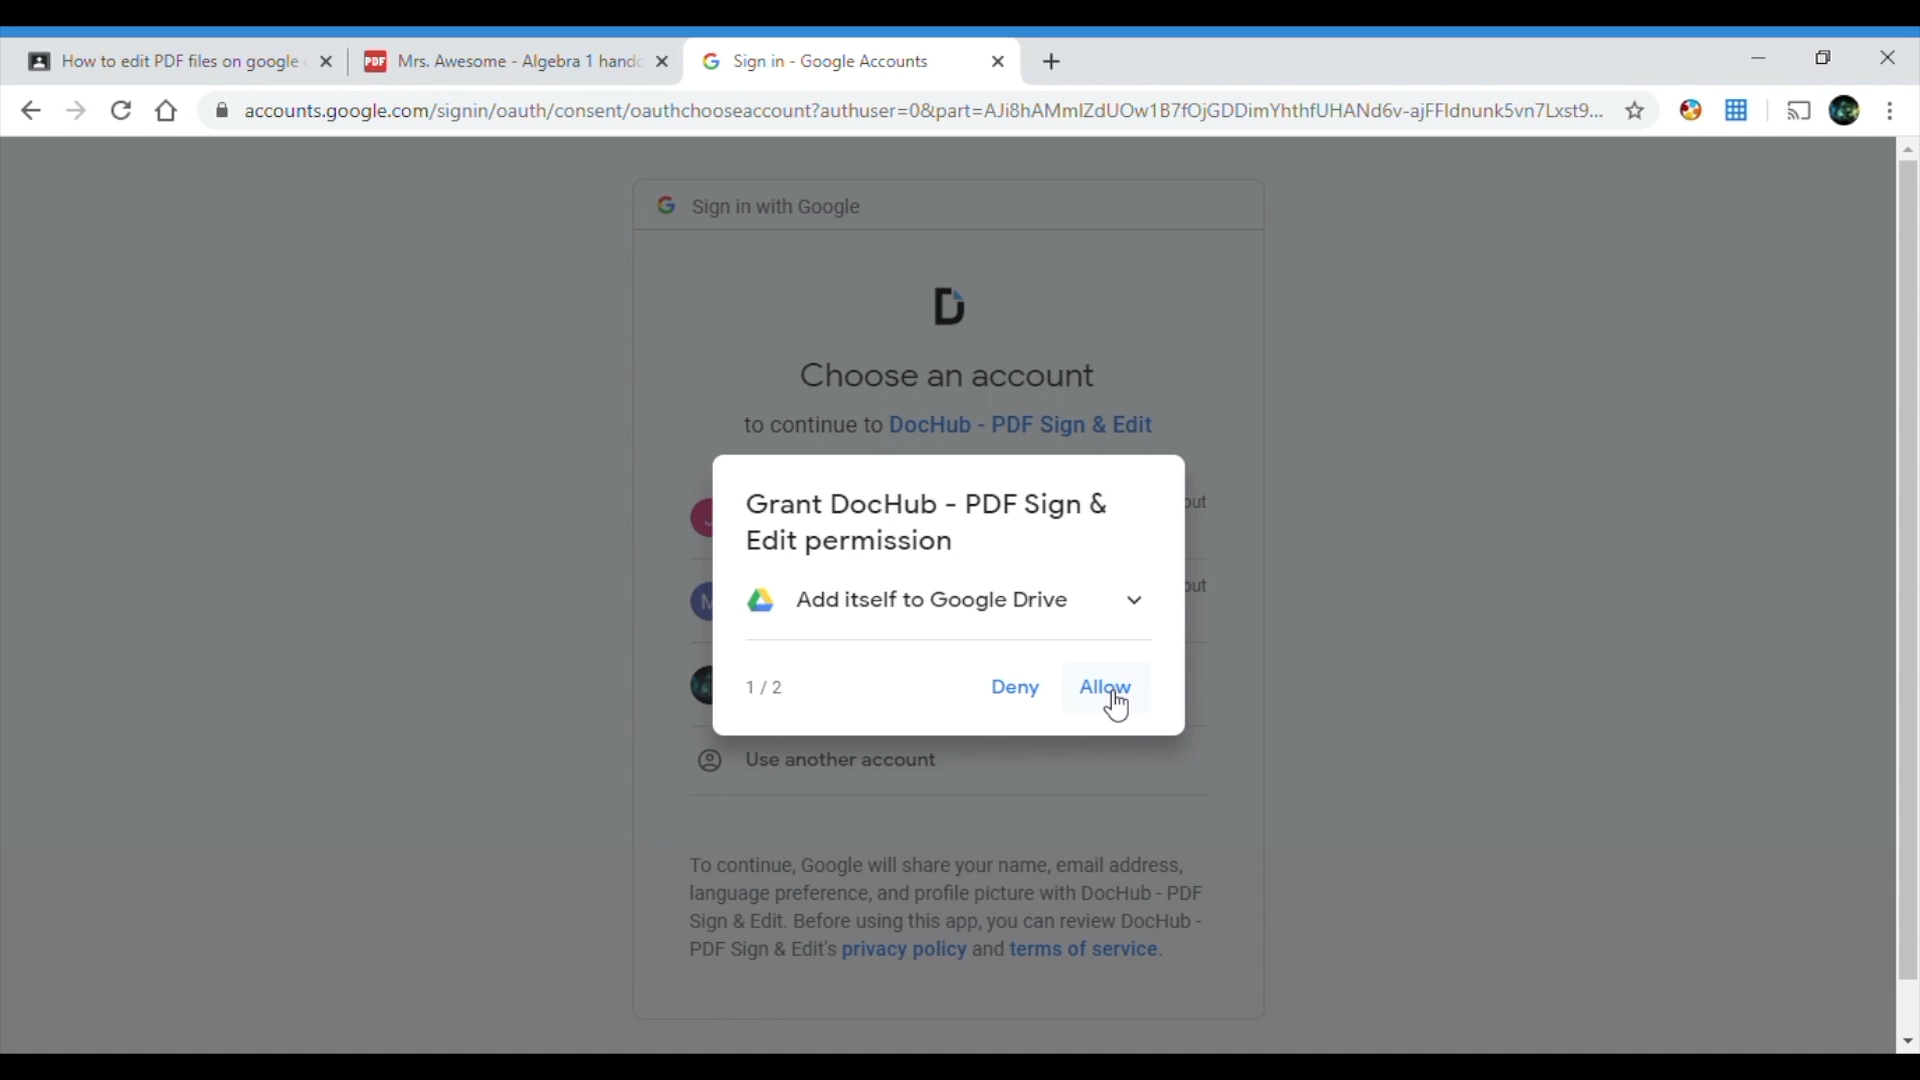 How to edit PDF files on google
PDF Mrs. Awesome - Algebra 1 hando
Sign in - Google Accounts
accounts.google.com/signin/oauth/consent/oauthchooseaccount?authuser=0&part=AJi8hAMmIZdUOw1B7fOjGDDimYhthfUHANd6v-ajFFIdnunk5vn7Lxst9...
Sign in with Google
Choose an account
to continue to DocHub - PDF Sign & Edit
Grant DocHub - PDF Sign &
Edit permission
Add itself to Google Drive
1 / 2 Deny Allow
Use another account
To continue, Google will share your name, email address,
language preference, and profile picture with DocHub - PDF
Sign & Edit. Before using this app, you can review DocHub -
PDF Sign & Edit's privacy policy and terms of service.